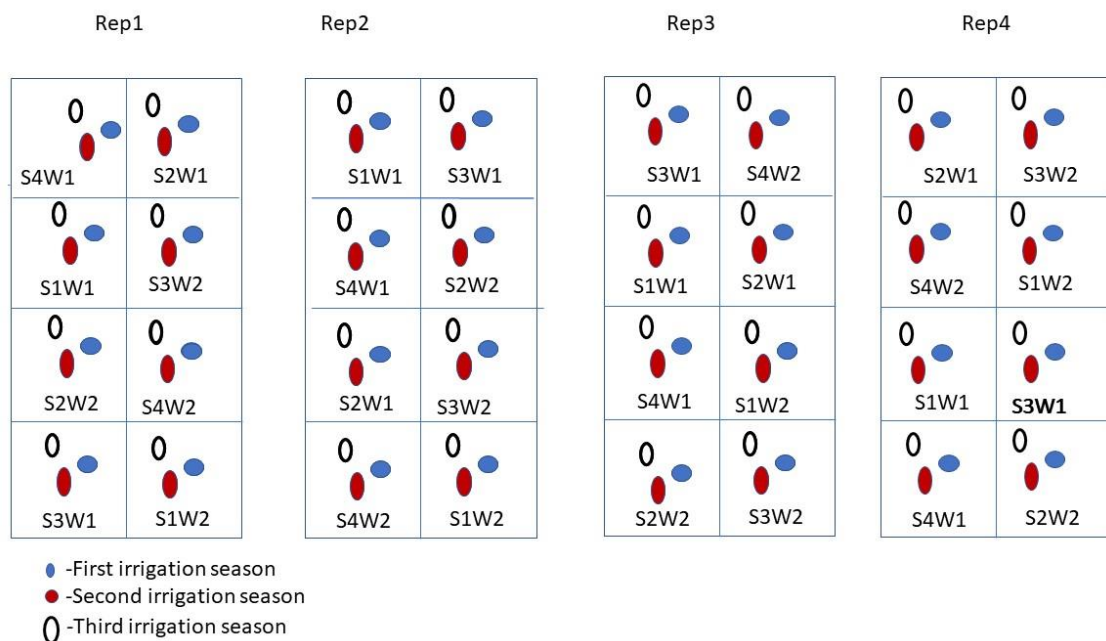 Rep1 Rep2 Rep3 Rep4
S4W1 S2W1 S1W1 S3W1 S3W1 S4W2 S2W1 S3W2
S1W1 S3W2 S4W1 S2W2 S1W1 S2W1 S4W2 S1W2
S2W2 S4W2 S2W1 S3W2 S4W1 S1W2 S1W1 S3W1
S3W1 S1W2 S4W2 S1W2 S2W2 S3W2 S4W1 S2W2
-First irrigation season
-Second irrigation season
-Third irrigation season